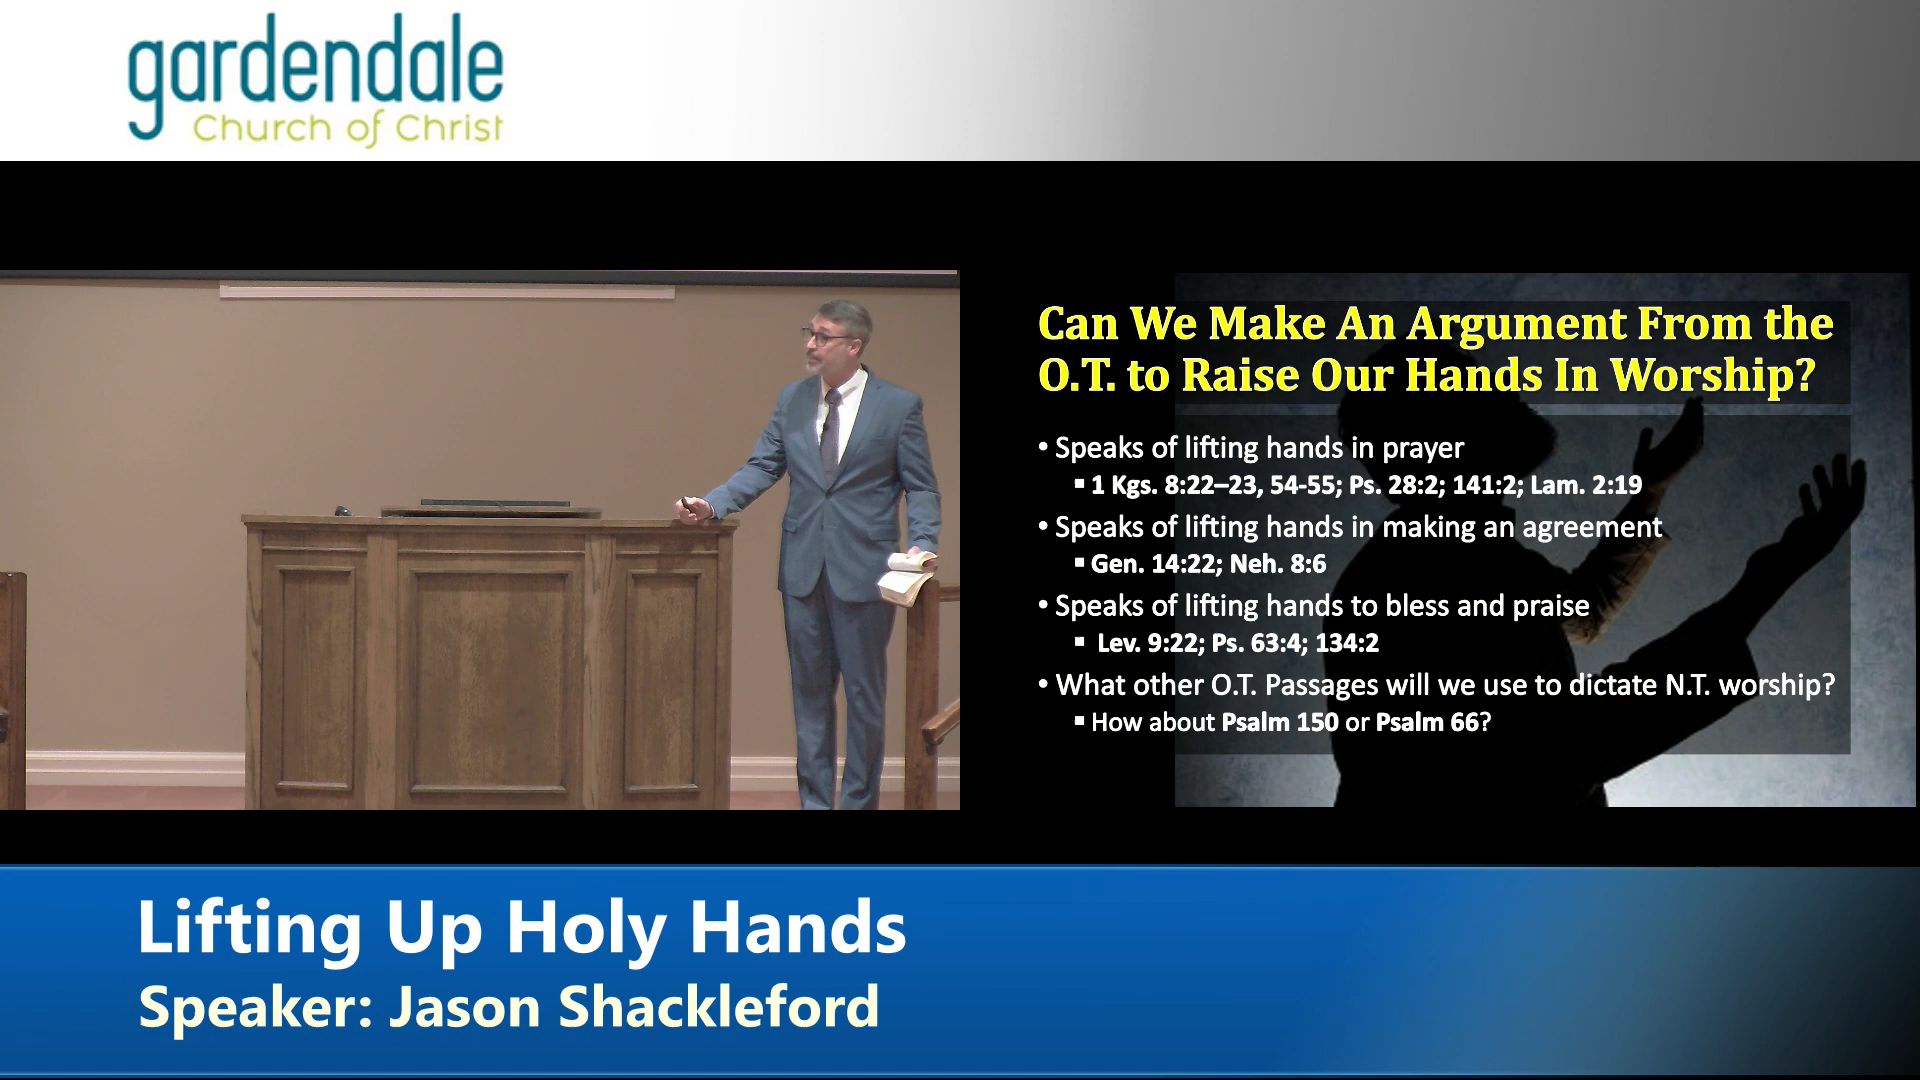 gardendale
Church of Christ
Can We Make An Argument From the
O.T. to Raise Our Hands In Worship?
• Speaks of lifting hands in prayer
▪ 1 Kgs. 8:22–23, 54-55; Ps. 28:2; 141:2; Lam. 2:19
• Speaks of lifting hands in making an agreement
▪ Gen. 14:22; Neh. 8:6
• Speaks of lifting hands to bless and praise
▪ Lev. 9:22; Ps. 63:4; 134:2
• What other O.T. Passages will we use to dictate N.T. worship?
▪ How about Psalm 150 or Psalm 66?
Lifting Up Holy Hands
Speaker: Jason Shackleford